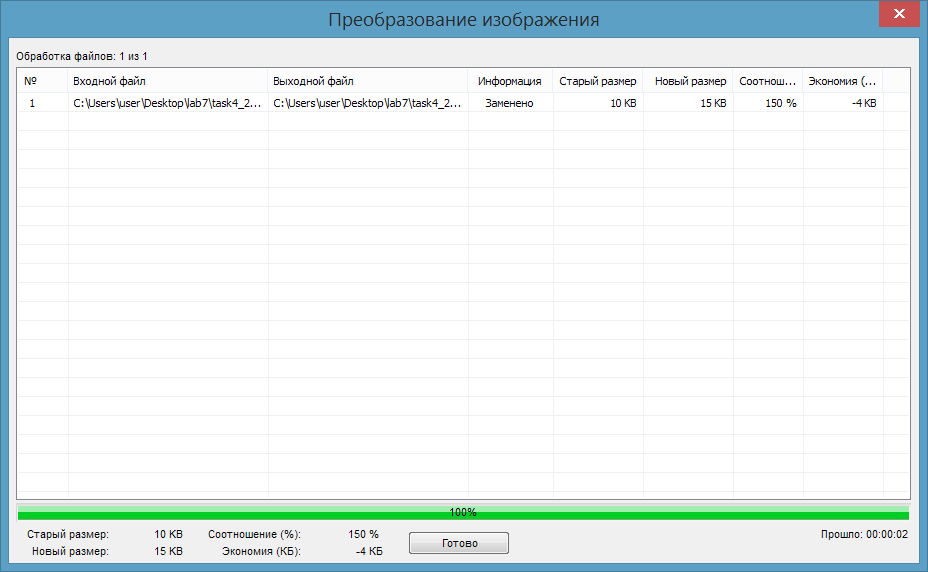 Преобразование изображения
Обработка файлов: 1 из 1
№ Входной файл Выходной файл Информация Старый размер Новый размер Соотнош... Экономия (...
1 C:\Users\user\Desktop\lab7\task4_2... C:\Users\user\Desktop\lab7\task4_2... Заменено 10 KB 15 KB 150 % -4 KB
100%
Старый размер: 10 KB Соотношение (%): 150 % Прошло: 00:00:02
Новый размер: 15 KB Экономия (КБ): -4 КБ
Готово